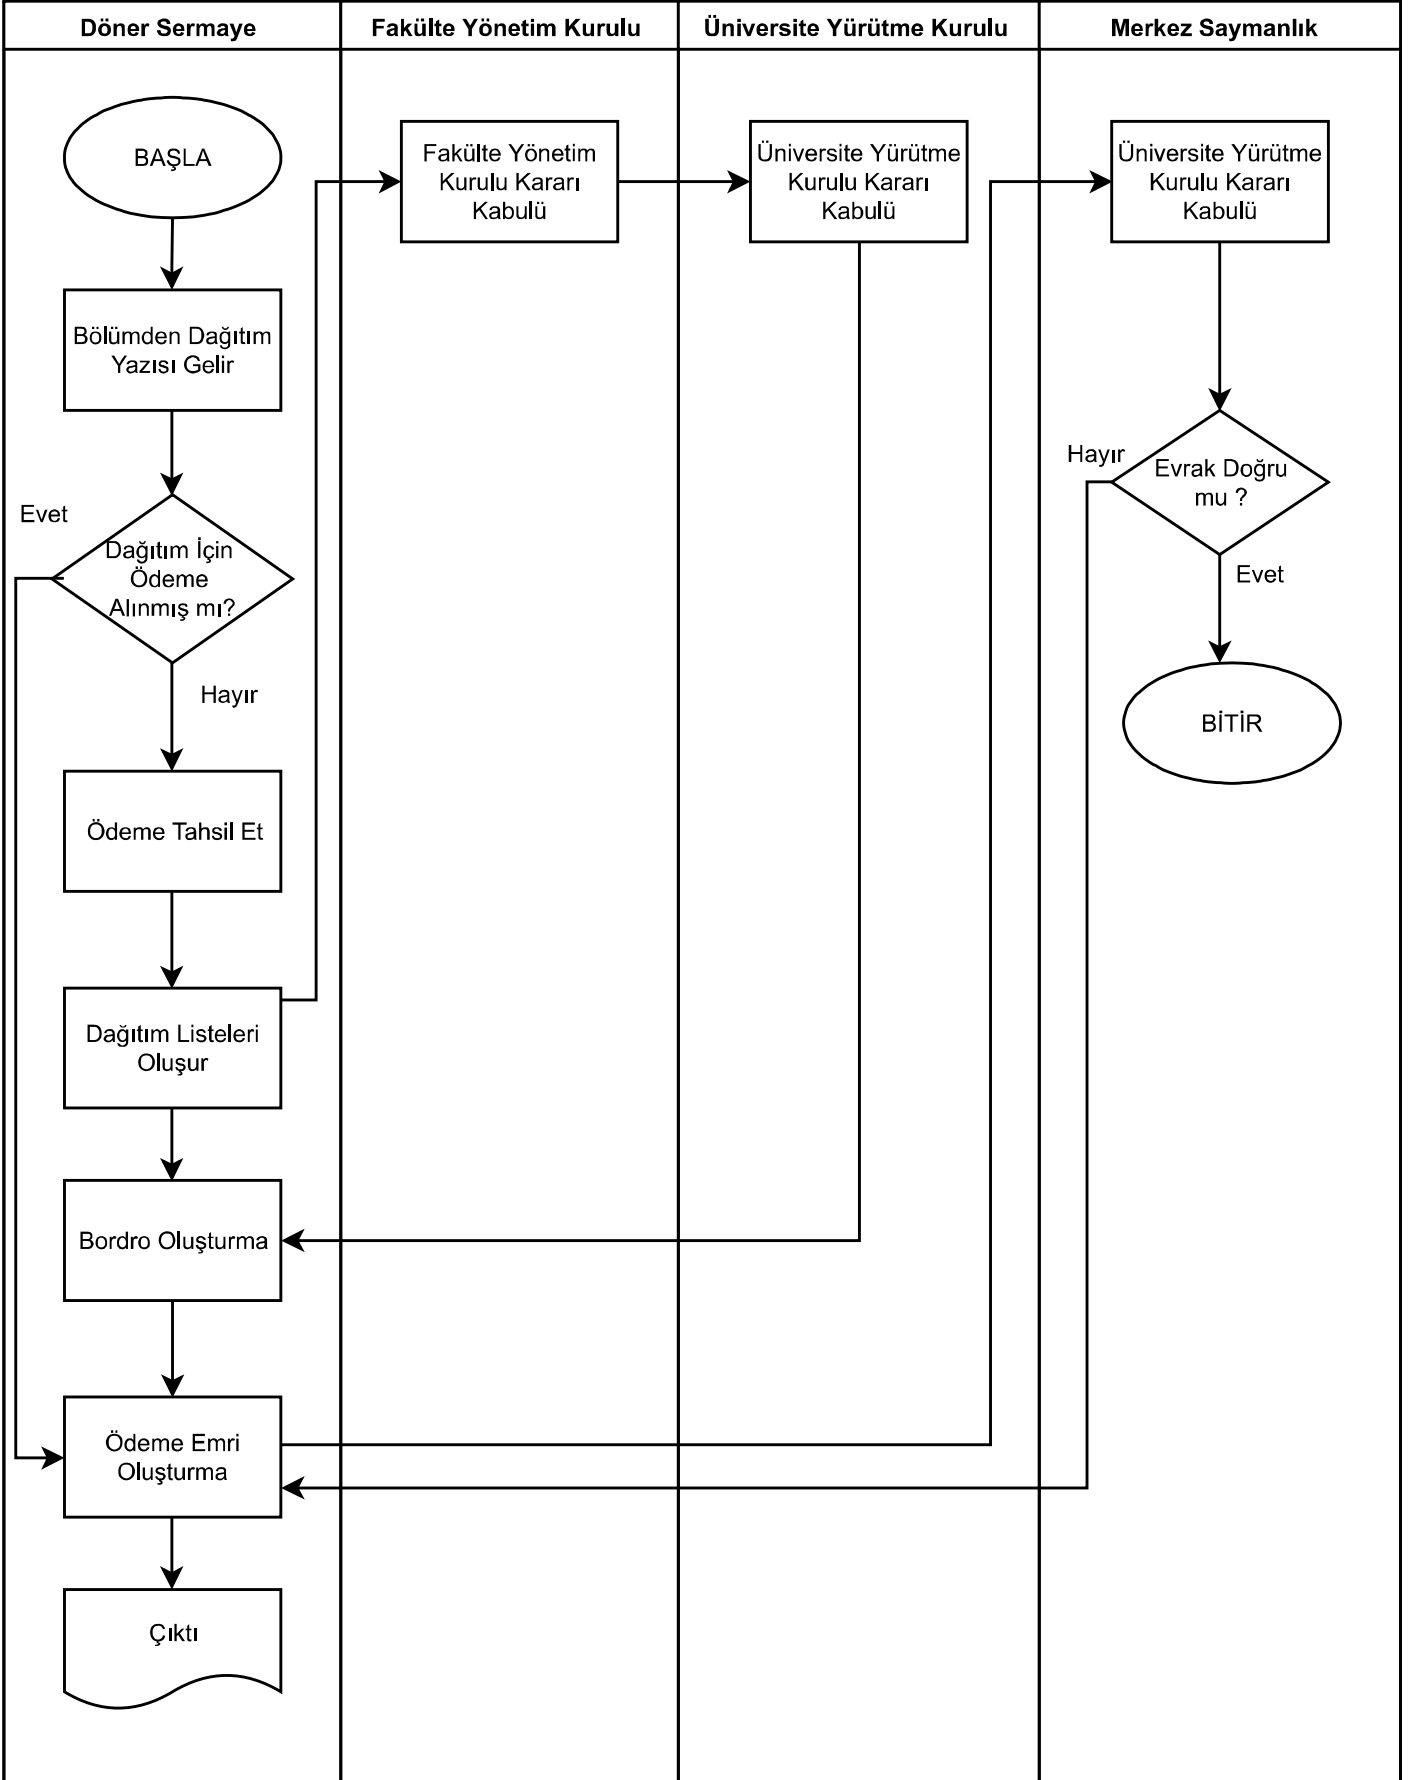 Döner Sermaye
Fakülte Yönetim Kurulu
Üniversite Yürütme Kurulu
Merkez Saymanlık
BAŞLA
Bölümden Dağıtım
Yazısı Gelir
Evet
Dağıtım İçin
Ödeme
Alınmış mı?
Hayır
Ödeme Tahsil Et
Dağıtım Listeleri
Oluşur
Bordro Oluşturma
Ödeme Emri
Oluşturma
Çıktı
Fakülte Yönetim
Kurulu Kararı
Kabulü
Üniversite Yürütme
Kurulu Kararı
Kabulü
Üniversite Yürütme
Kurulu Kararı
Kabulü
Hayır
Evrak Doğru
mu ?
Evet
BİTİR